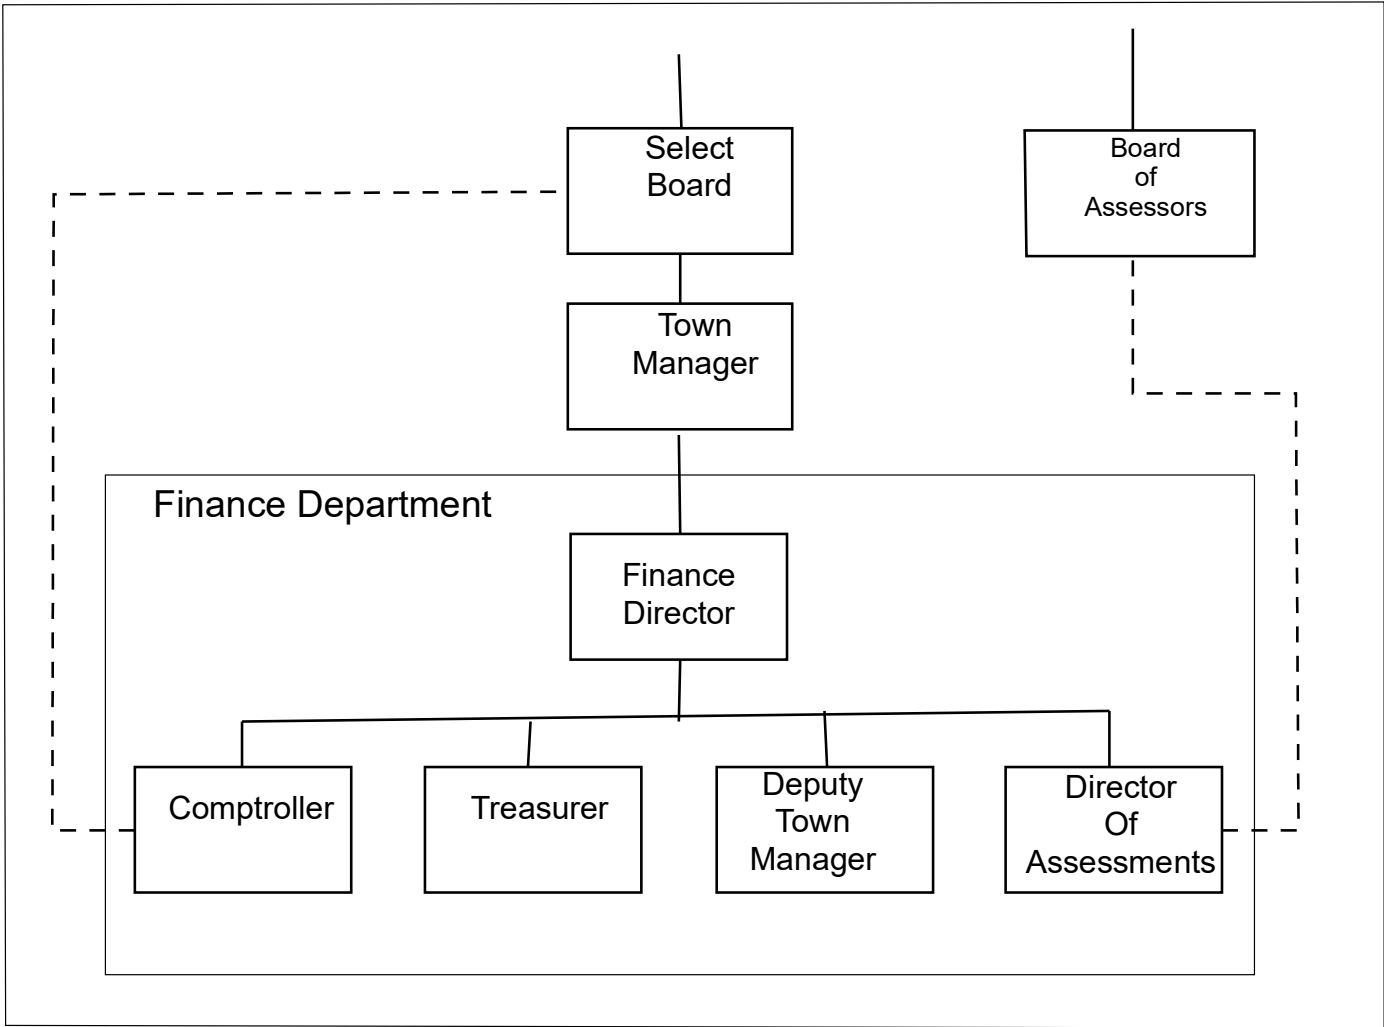 Select
Board
Board
of
Assessors
Town
Manager
Finance Department
Finance
Director
Comptroller
Treasurer
Deputy
Town
Manager
Director
Of
Assessments